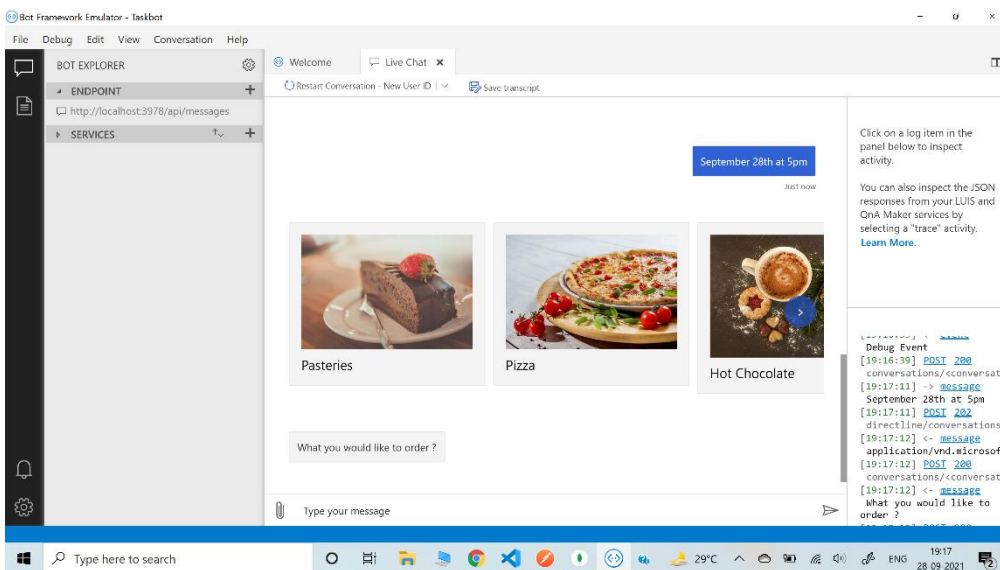 Bot Framework Emulator - Taskbot
File Debug Edit View Conversation Help
BOT EXPLORER
Welcome
Live Chat
ENDPOINT
Restart Conversation - New User ID
Save transcript
http://localhost:3978/api/messages
SERVICES
September 28th at 5pm
Just now
Pasteries
Pizza
Hot Chocolate
What you would like to order ?
Type your message
Click on a log item in the
panel below to inspect
activity.
You can also inspect the JSON
responses from your LUIS and
QnA Maker services by
selecting a "trace" activity.
Learn More.
Debug Event
[19:16:39] POST 200
conversations/<conversat
[19:17:11] -> message
September 28th at 5pm
[19:17:11] POST 202
directline/conversations
[19:17:12] <- message
application/vnd.microsof
[19:17:12] POST 200
conversations/<conversat
[19:17:12] <- message
What you would like to
order ?
Type here to search
29°C
ENG
19:17
28-09-2021
2